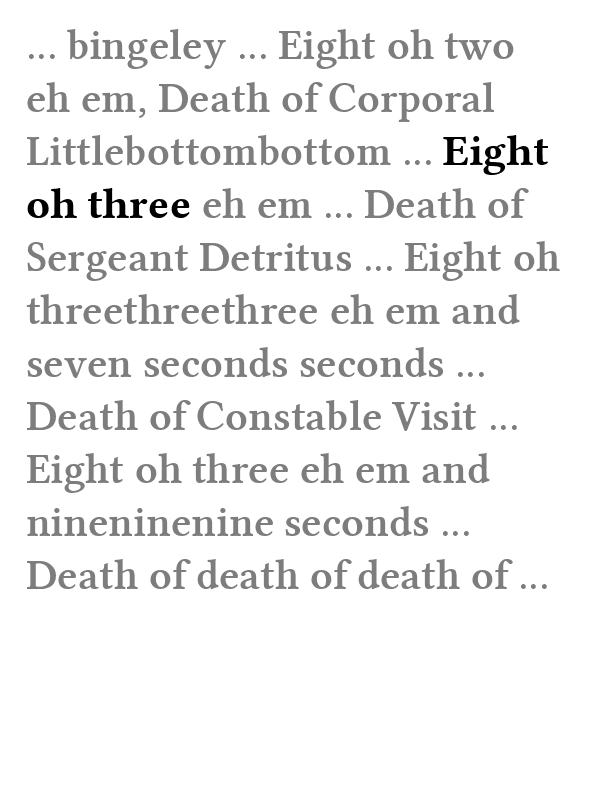 ... bingeley ... Eight oh two
eh em, Death of Corporal
Littlebottombottom ... Eight
oh three eh em ... Death of
Sergeant Detritus ... Eight oh
threethreethree eh em and
seven seconds seconds ...
Death of Constable Visit ...
Eight oh three eh em and
nineninenine seconds ...
Death of death of death of ...